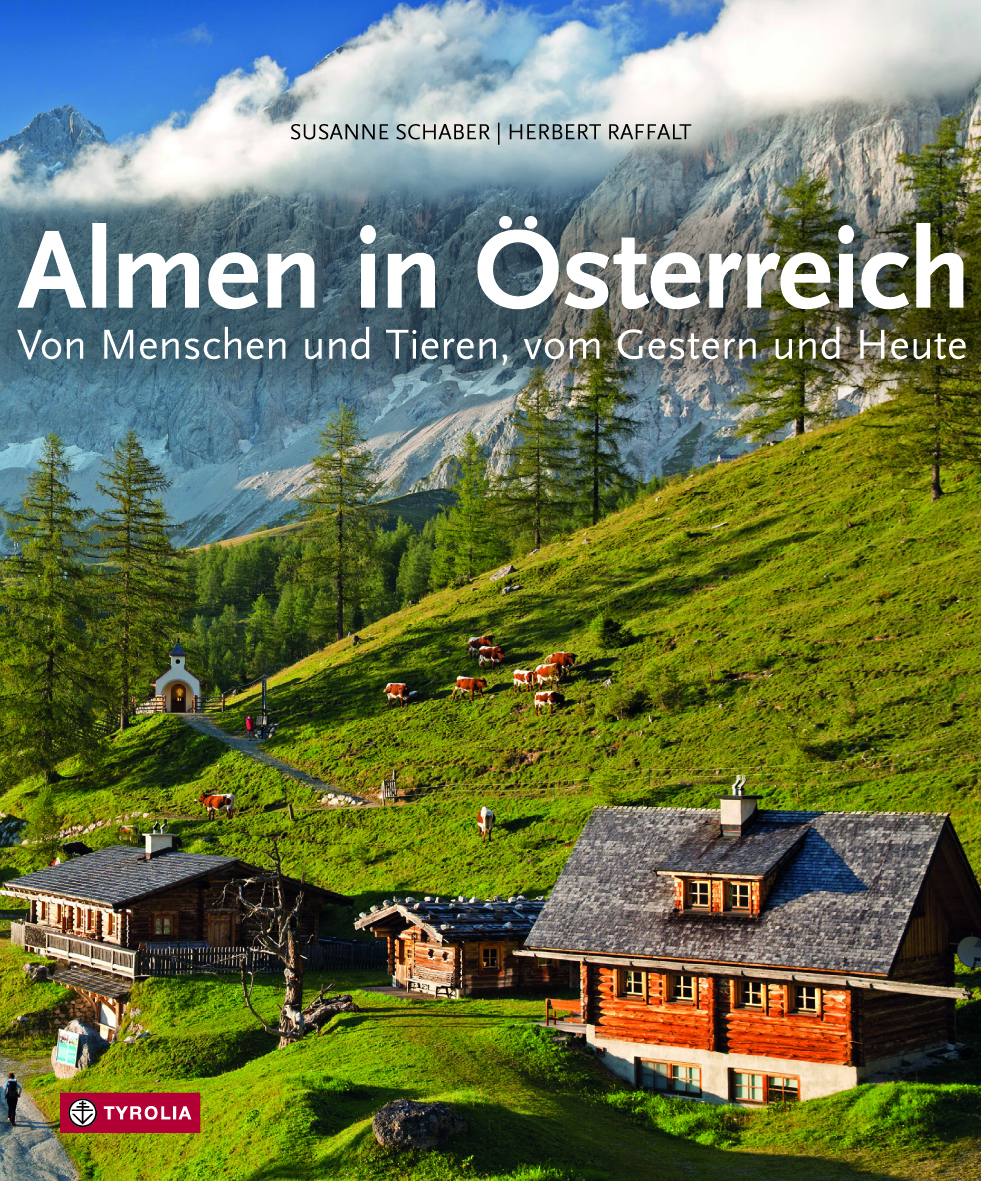 SUSANNE SCHABER | HERBERT RAFFALT
Almen in Österreich
Von Menschen und Tieren, vom Gestern und Heute
TYROLIA